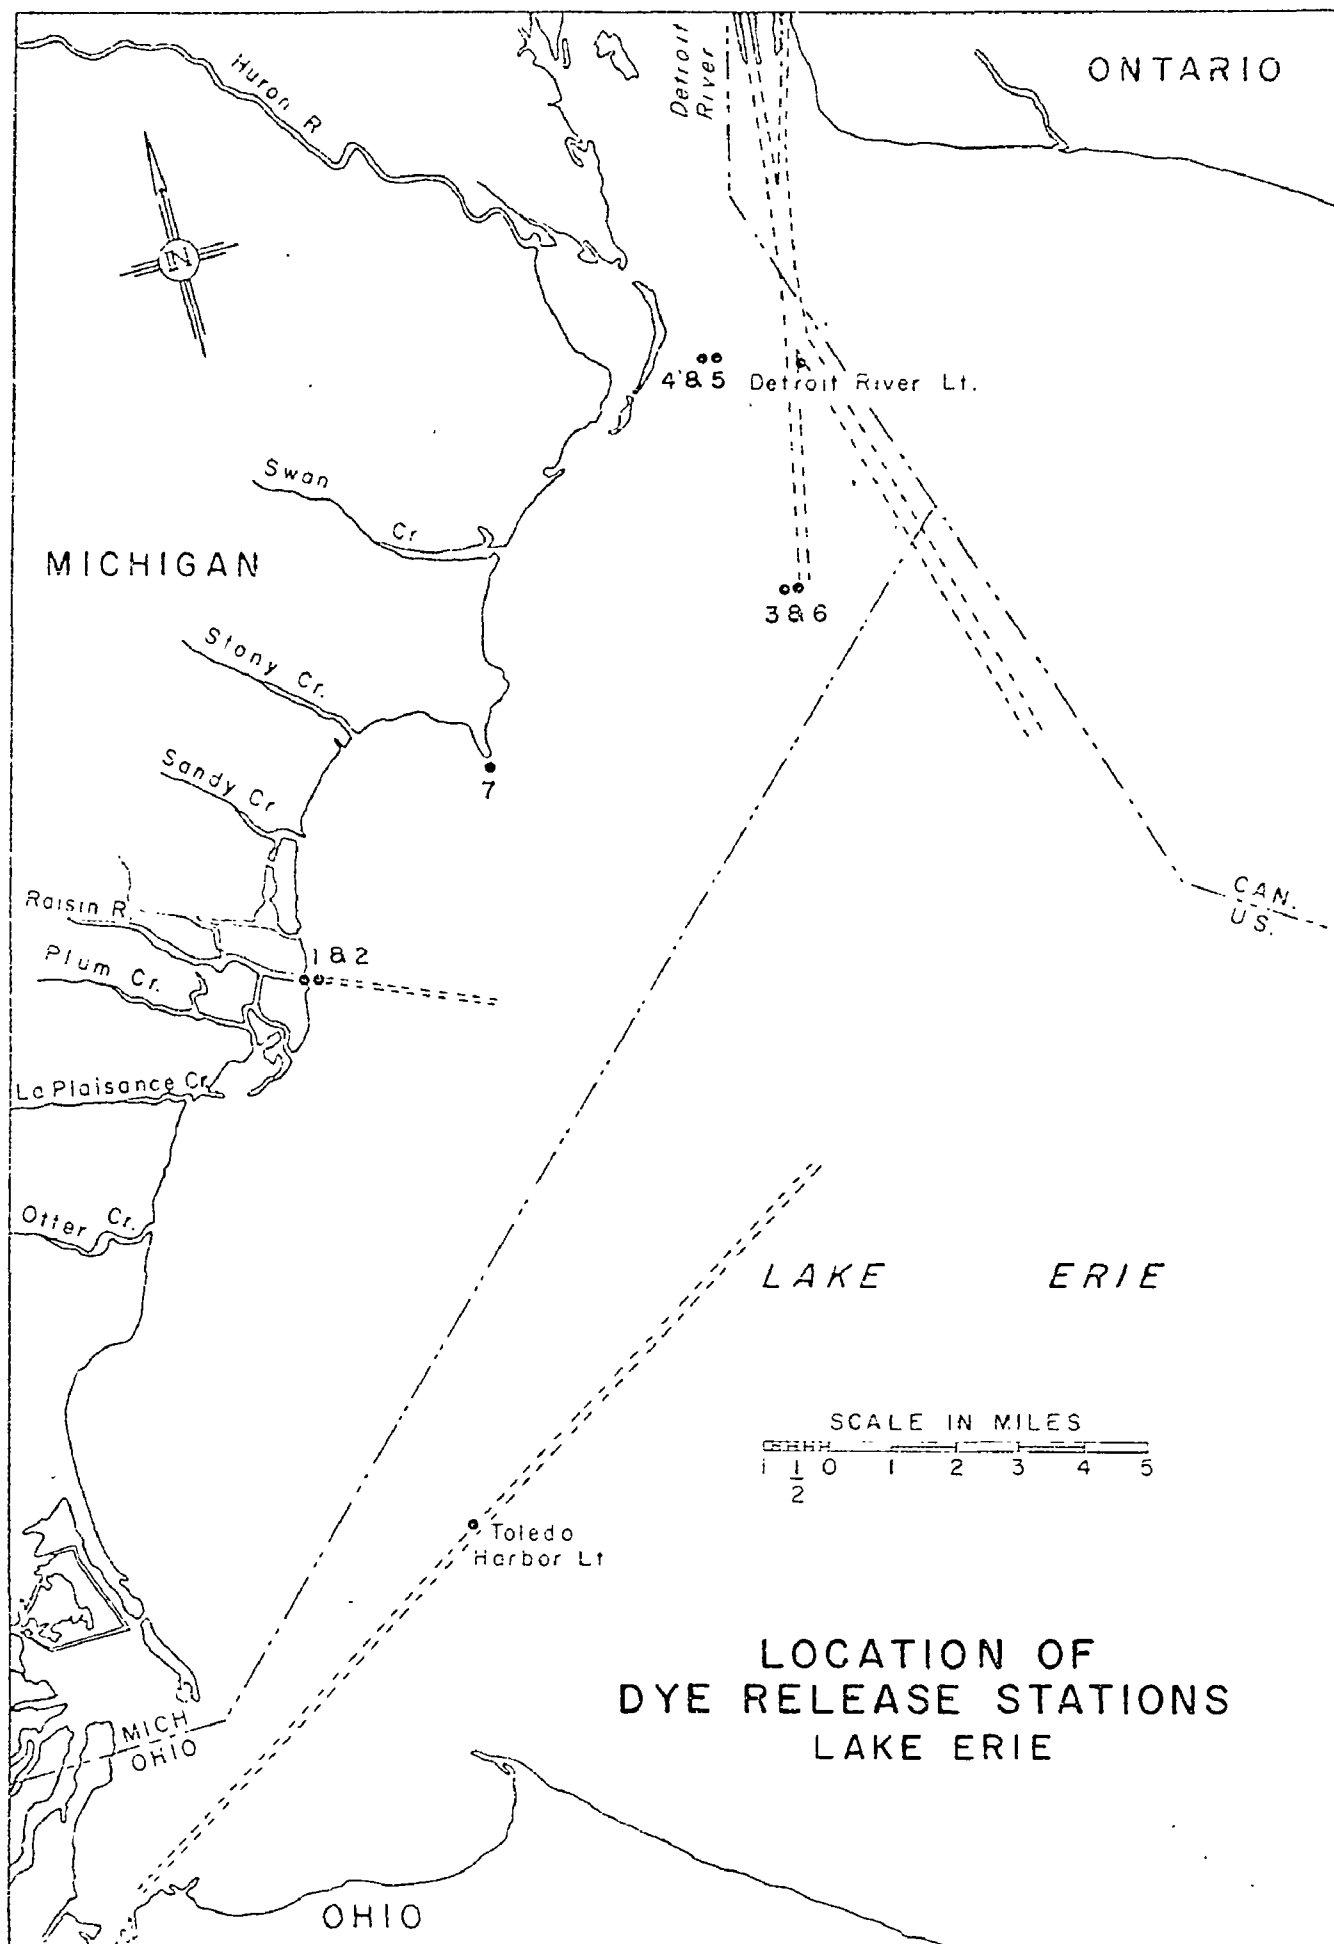 ONTARIO
Detroit
River
Huron R
N
4 & 5
Detroit River Lt.
Swan
Cr
MICHIGAN
3 & 6
Stony Cr.
Sandy Cr
7
CAN.
U.S.
Raisin R.
1 & 2
Plum Cr.
La Plaisance Cr.
Otter Cr.
LAKE ERIE
SCALE IN MILES
1 1/2 0 1 2 3 4 5
Toledo
Harbor Lt
LOCATION OF
DYE RELEASE STATIONS
LAKE ERIE
MICH
OHIO
OHIO